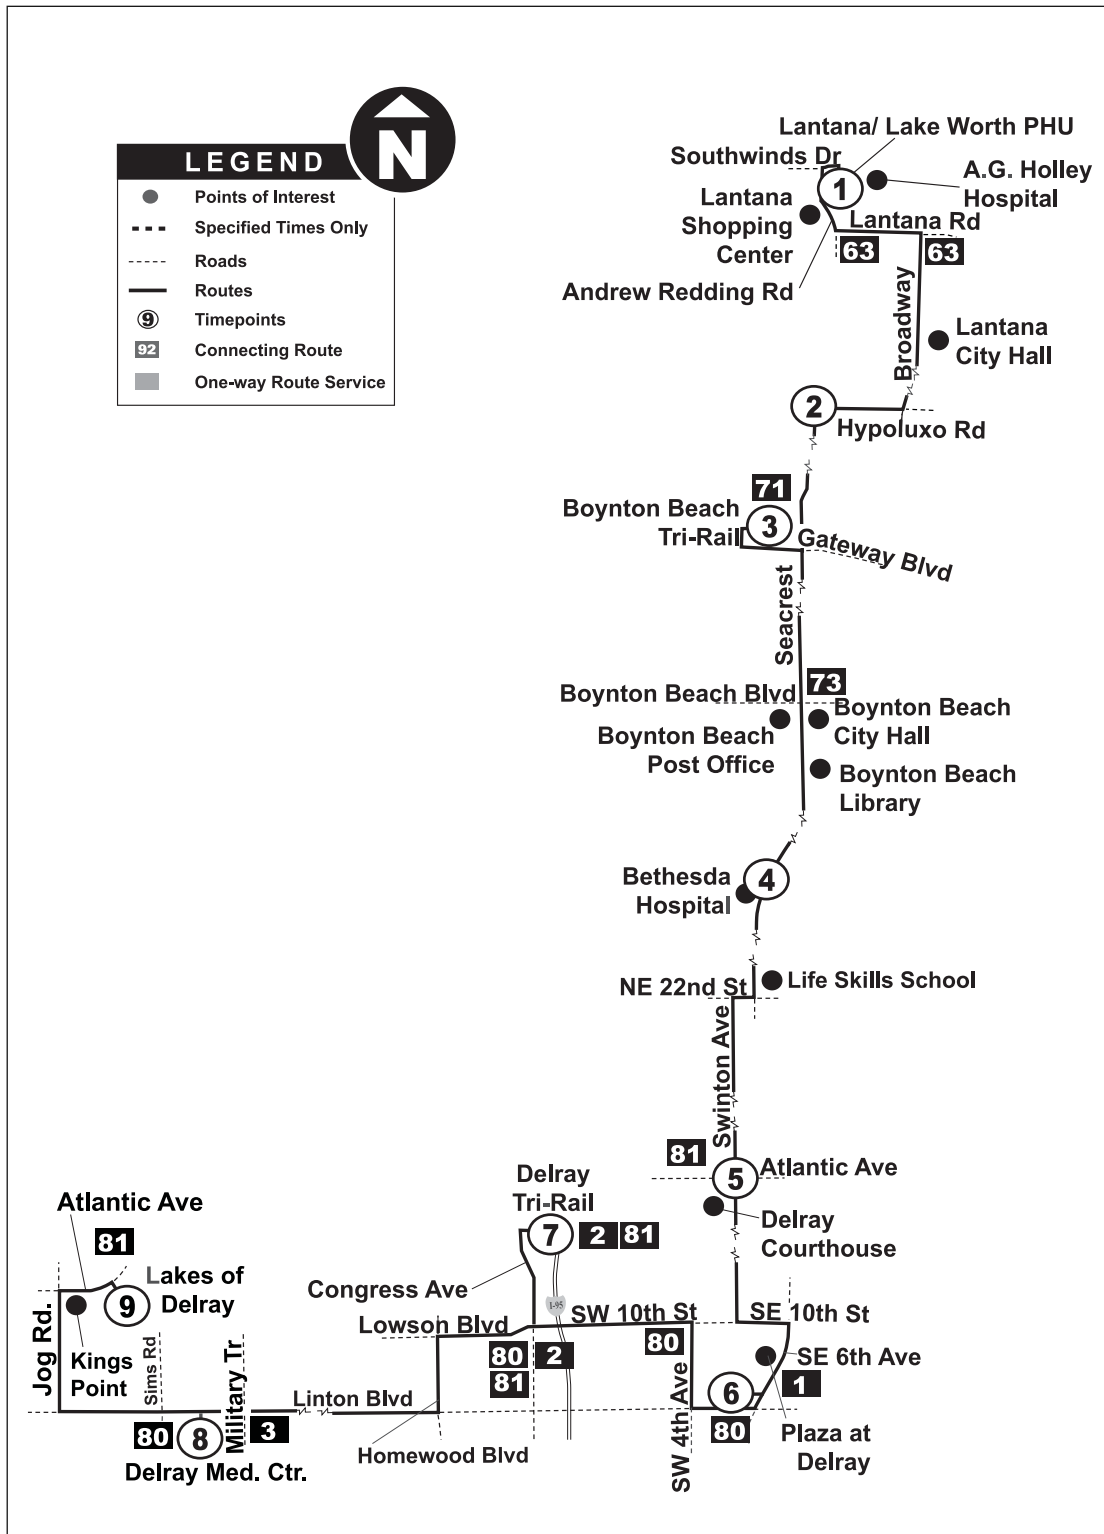 N
LEGEND
Points of Interest
Specified Times Only
Roads
Routes
9 Timepoints
92 Connecting Route
One-way Route Service
Lantana/ Lake Worth PHU
Southwinds Dr
1
A.G. Holley
Hospital
Lantana
Shopping
Center
Lantana Rd
63
63
Andrew Redding Rd
Broadway
Lantana
City Hall
2
Hypoluxo Rd
71
Boynton Beach
Tri-Rail
3
Gateway Blvd
Seacrest
Boynton Beach Blvd
73
Boynton Beach
City Hall
Boynton Beach
Post Office
Boynton Beach
Library
Bethesda
Hospital
4
NE 22nd St
Life Skills School
Swinton Ave
81
5
Atlantic Ave
Delray
Courthouse
Delray
Tri-Rail
7
2
81
Congress Ave
I-95
Atlantic Ave
81
Lakes of
Delray
9
Kings
Point
Jog Rd.
Sims Rd
Military Tr
Lowson Blvd
SW 10th St
SE 10th St
80
2
81
80
SE 6th Ave
1
6
80
SW 4th Ave
Plaza at
Delray
Linton Blvd
Homewood Blvd
80
8
3
Delray Med. Ctr.